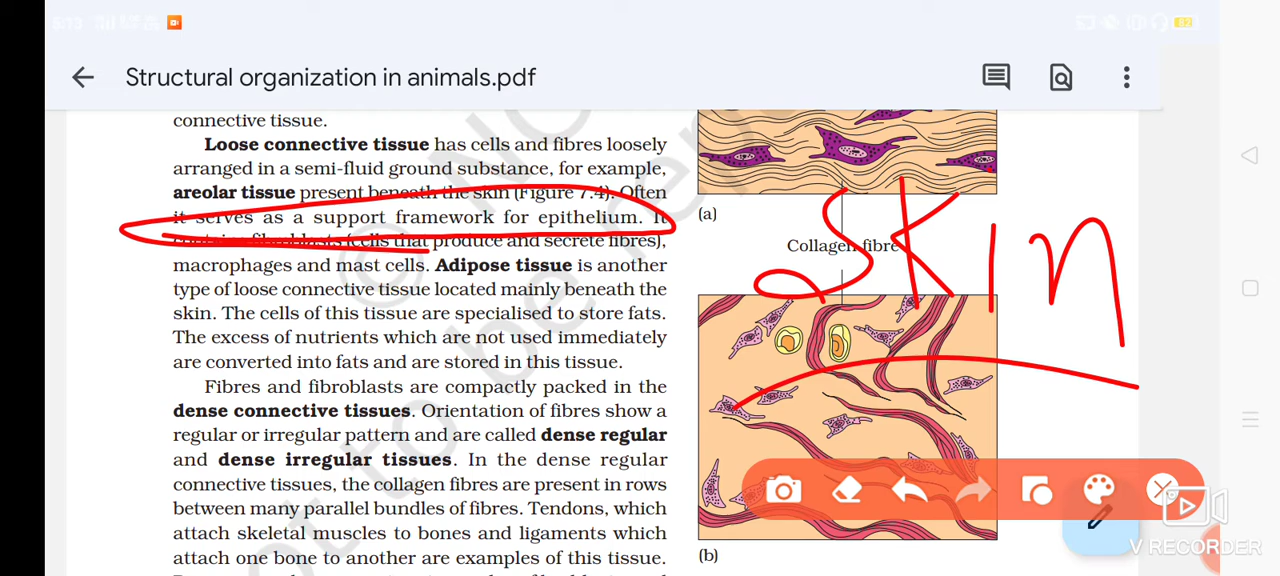 5:13
82
Structural organization in animals.pdf
connective tissue.
Loose connective tissue has cells and fibres loosely
arranged in a semi-fluid ground substance, for example,
areolar tissue present beneath the skin (Figure 7.4). Often
it serves as a support framework for epithelium. It
contains fibroblasts (cells that produce and secrete fibres),
macrophages and mast cells. Adipose tissue is another
type of loose connective tissue located mainly beneath the
skin. The cells of this tissue are specialised to store fats.
The excess of nutrients which are not used immediately
are converted into fats and are stored in this tissue.
Fibres and fibroblasts are compactly packed in the
dense connective tissues. Orientation of fibres show a
regular or irregular pattern and are called dense regular
and dense irregular tissues. In the dense regular
connective tissues, the collagen fibres are present in rows
between many parallel bundles of fibres. Tendons, which
attach skeletal muscles to bones and ligaments which
attach one bone to another are examples of this tissue.
(a)
Collagen fibre
Skin
(b)
not to be
V RECORDER